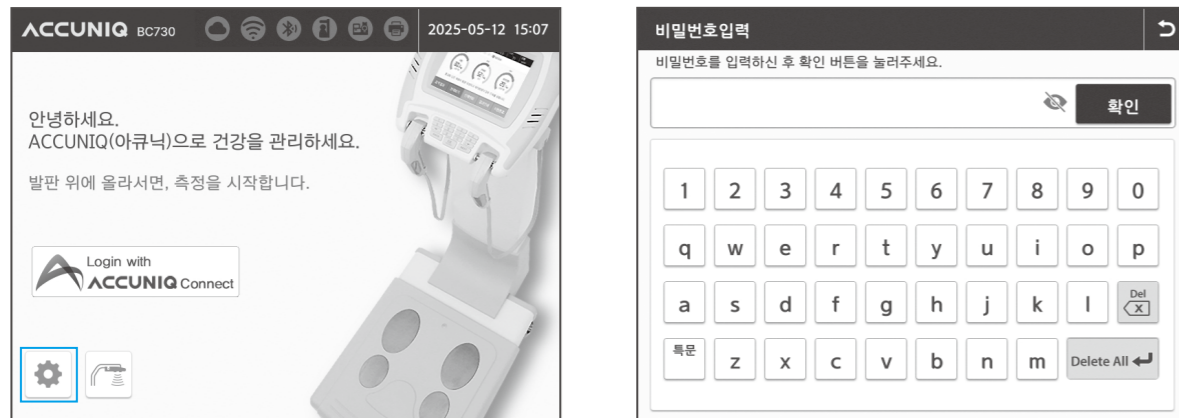 ACCUNIQ BC730 2025-05-12 15:07
안녕하세요.
ACCUNIQ(아큐닉)으로 건강을 관리하세요.
발판 위에 올라서면, 측정을 시작합니다.
Login with
ACCUNIQ Connect
비밀번호입력
비밀번호를 입력하신 후 확인 버튼을 눌러주세요.
확인
1 2 3 4 5 6 7 8 9 0
q w e r t y u i o p
a s d f g h j k l Del
특문 z x c v b n m Delete All